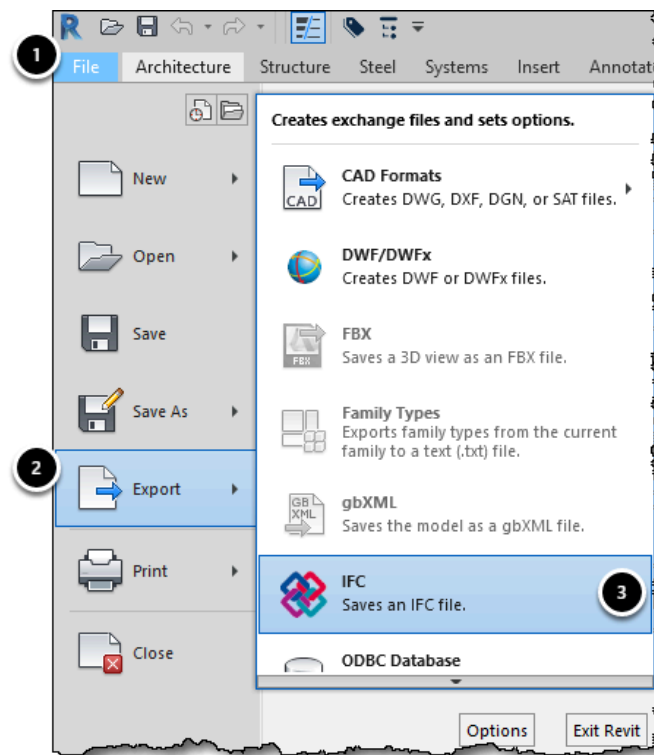 R
1
File Architecture Structure Steel Systems Insert Annotat
Creates exchange files and sets options.
New
Open
Save
Save As
2
Export
Print
Close
CAD
CAD Formats
Creates DWG, DXF, DGN, or SAT files.
DWF/DWFx
Creates DWF or DWFx files.
FBX
FBX
Saves a 3D view as an FBX file.
Family Types
Exports family types from the current
family to a text (.txt) file.
GB
XML
gbXML
Saves the model as a gbXML file.
IFC
Saves an IFC file.
3
ODBC Database
Options Exit Revit